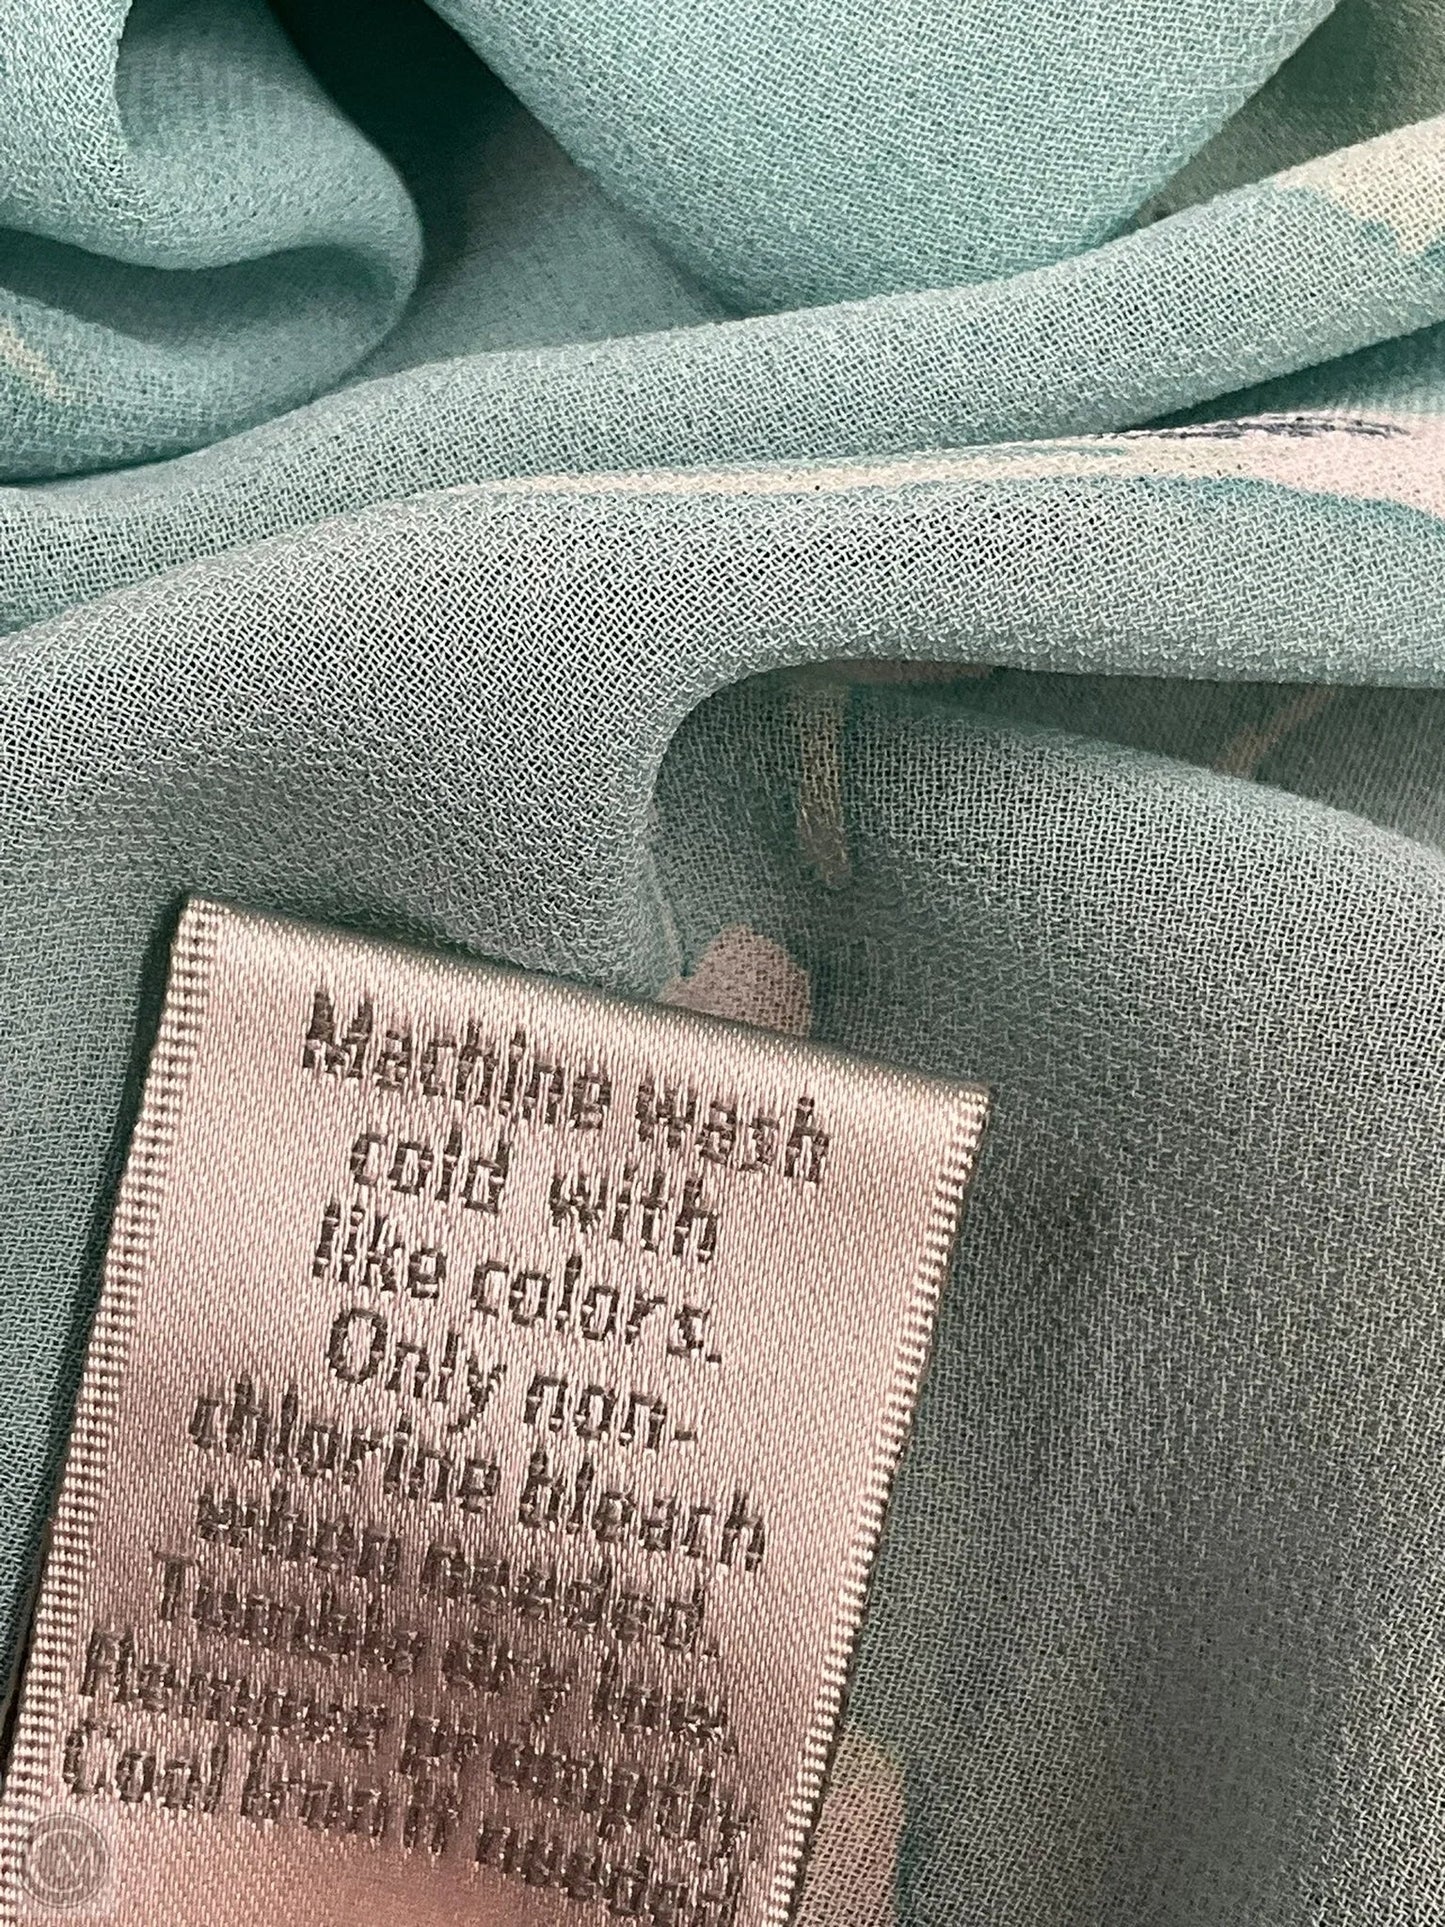 Machine wash
cold with
like colors.
Only non-
chlorine bleach
when needed.
Tumble dry low.
Remove promptly
Cool Iron if needed
M